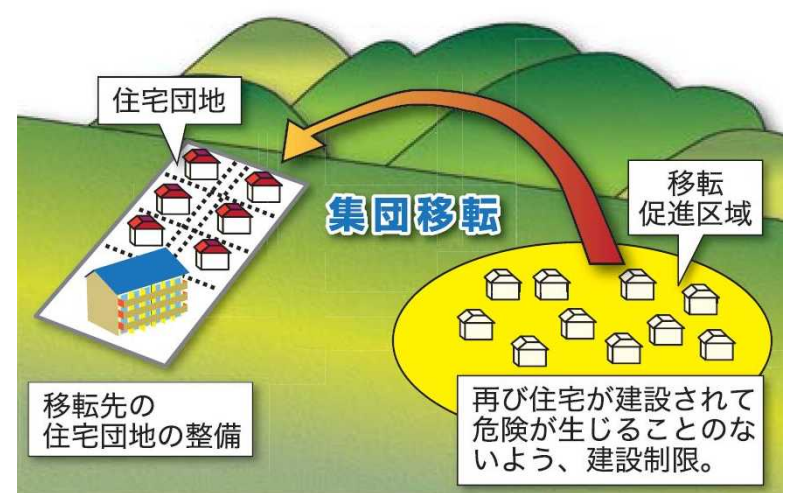 住宅団地
移転
促進区域
集団移転
移転先の
住宅団地の整備
再び住宅が建設されて
危険が生じることのな
いよう、建設制限。